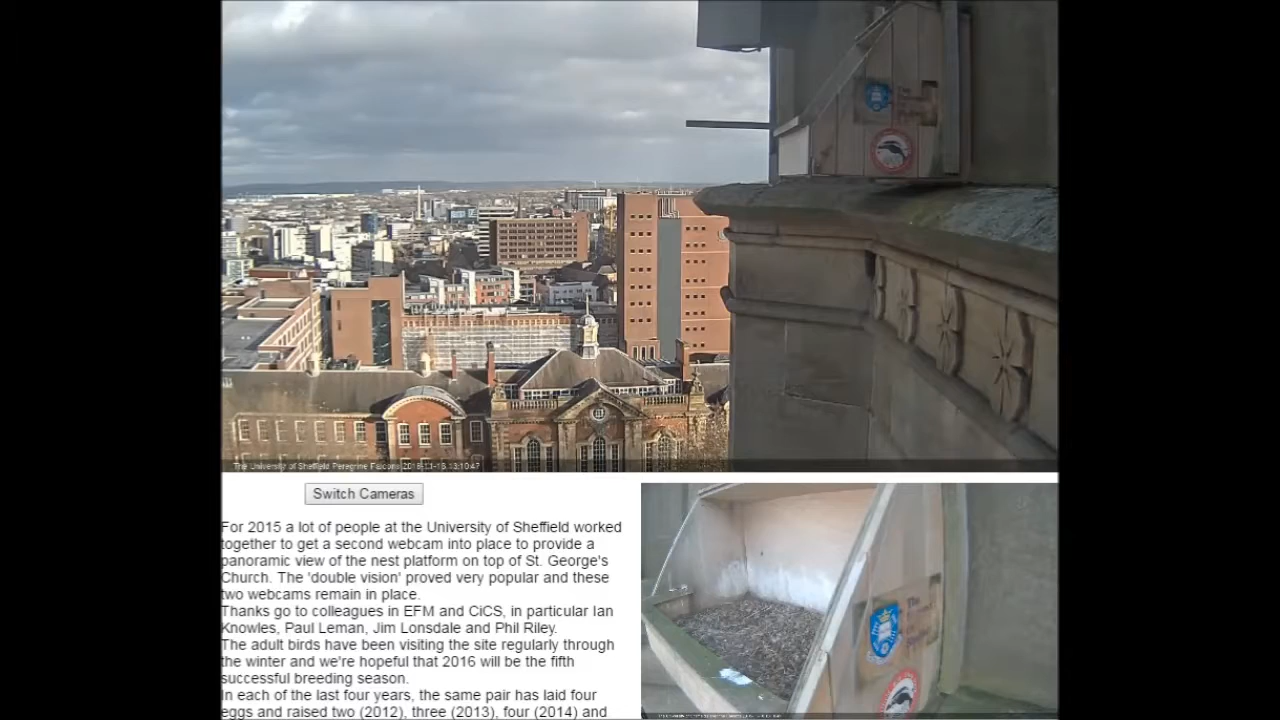 The University of Sheffield Peregrine Falcons
Switch Cameras
For 2015 a lot of people at the University of Sheffield worked
together to get a second webcam into place to provide a
panoramic view of the nest platform on top of St. George's
Church. The 'double vision' proved very popular and these
two webcams remain in place.
Thanks go to colleagues in EFM and CiCS, in particular Ian
Knowles, Paul Leman, Jim Lonsdale and Phil Riley.
The adult birds have been visiting the site regularly through
the winter and we're hopeful that 2016 will be the fifth
successful breeding season.
In each of the last four years, the same pair has laid four
eggs and raised two (2012), three (2013), four (2014) and